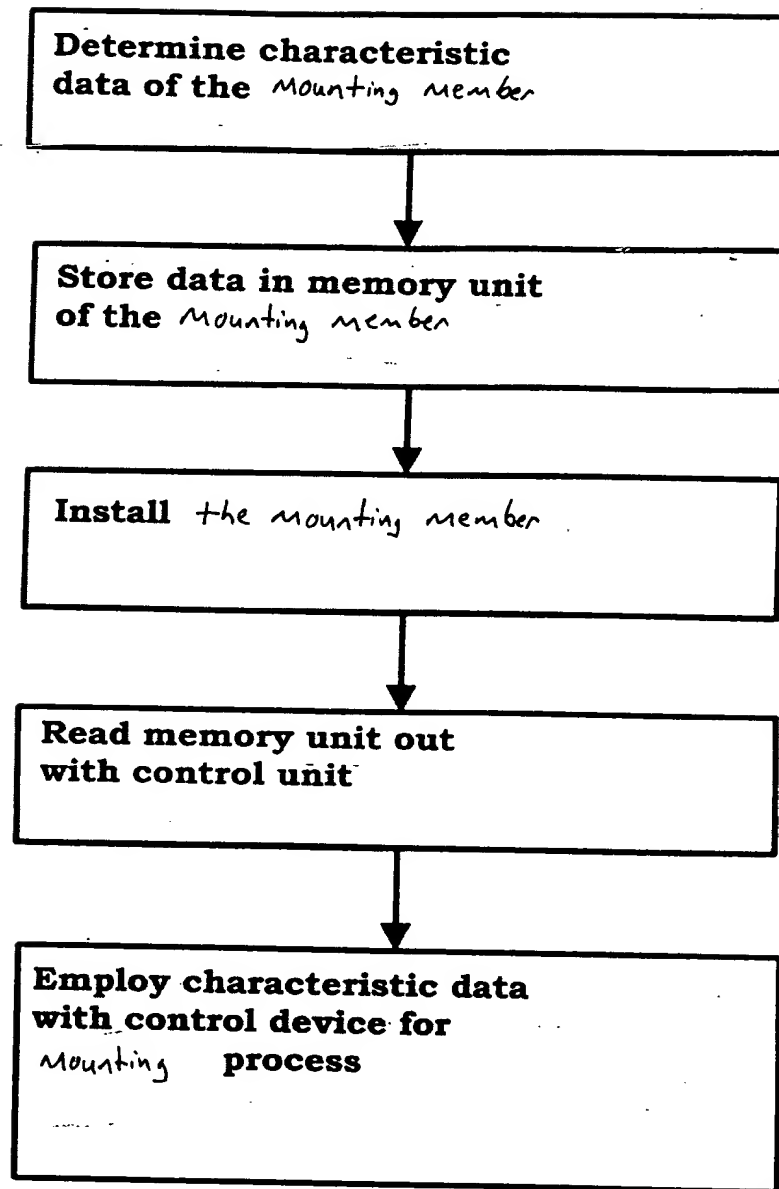 Determine characteristic
data of the Mounting Member
Store data in memory unit
of the Mounting Member
Install the Mounting Member
Read memory unit out
with control unit
Employ characteristic data
with control device for
Mounting process